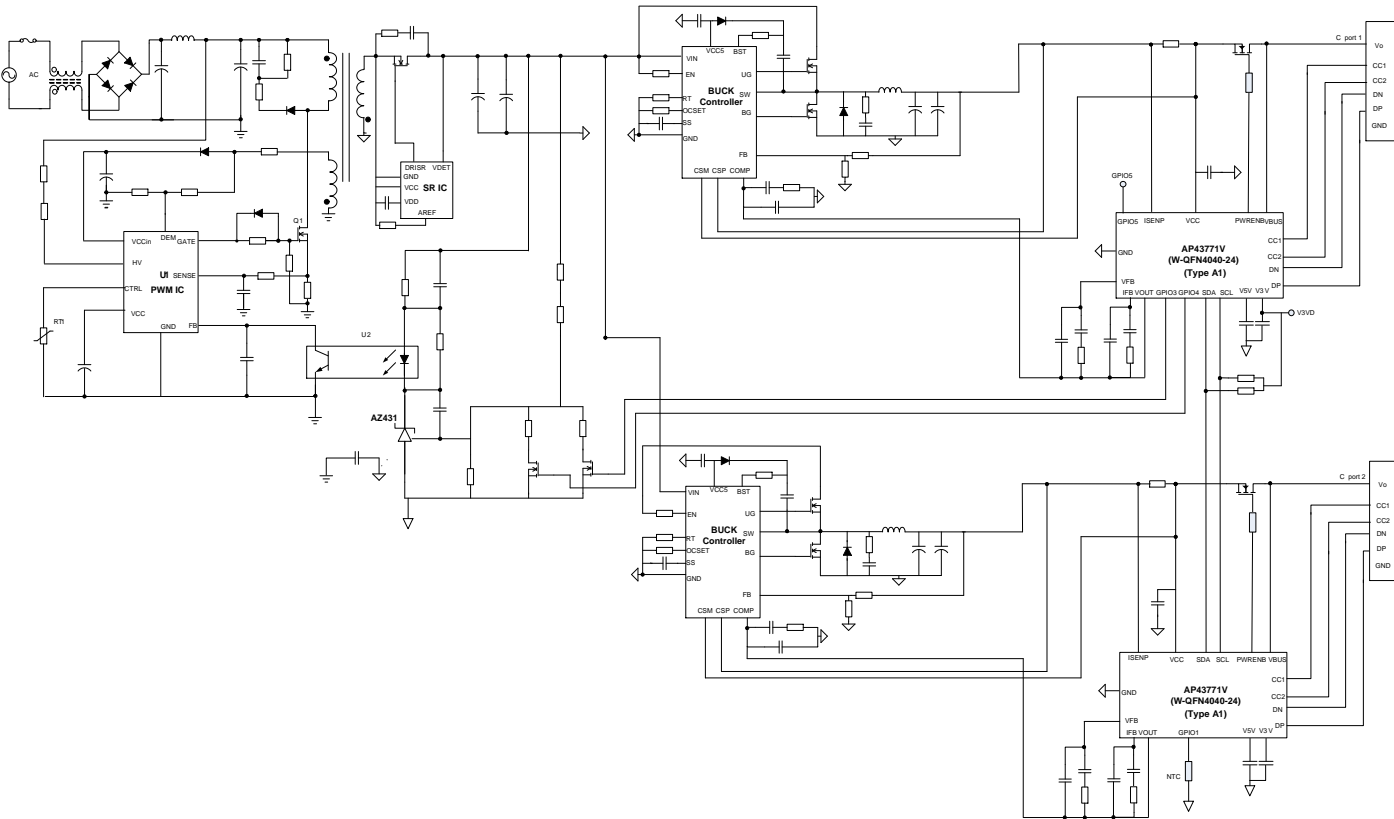 AC
DRISR VDET
GND
VCC
VDD
SR IC
AREF
Q1
DEM
VCCin
GATE
HV
U1
SENSE
PWM IC
CTRL
VCC
GND
FB
RT1
U2
AZ431
VCC5
BST
VIN
EN
UG
BUCK
Controller
RT
SW
OCSET
BG
SS
GND
FB
CSM CSP COMP
C port 1
Vo
CC1
CC2
DN
DP
GND
GPIO5
GPIO5
ISENP
VCC
PWRENB
VBUS
AP43771V
(W-QFN4040-24)
(Type A1)
GND
CC1
CC2
DN
DP
VFB
IFB VOUT GPIO3 GPIO4 SDA SCL
V5V V3V
V3VD
VCC5
BST
VIN
EN
UG
BUCK
Controller
RT
SW
OCSET
BG
SS
GND
FB
CSM CSP COMP
C port 2
Vo
CC1
CC2
DN
DP
GND
ISENP
VCC
SDA
SCL
PWRENB VBUS
AP43771V
(W-QFN4040-24)
(Type A1)
GND
CC1
CC2
DN
DP
VFB
IFB VOUT
GPIO1
V5V V3V
NTC